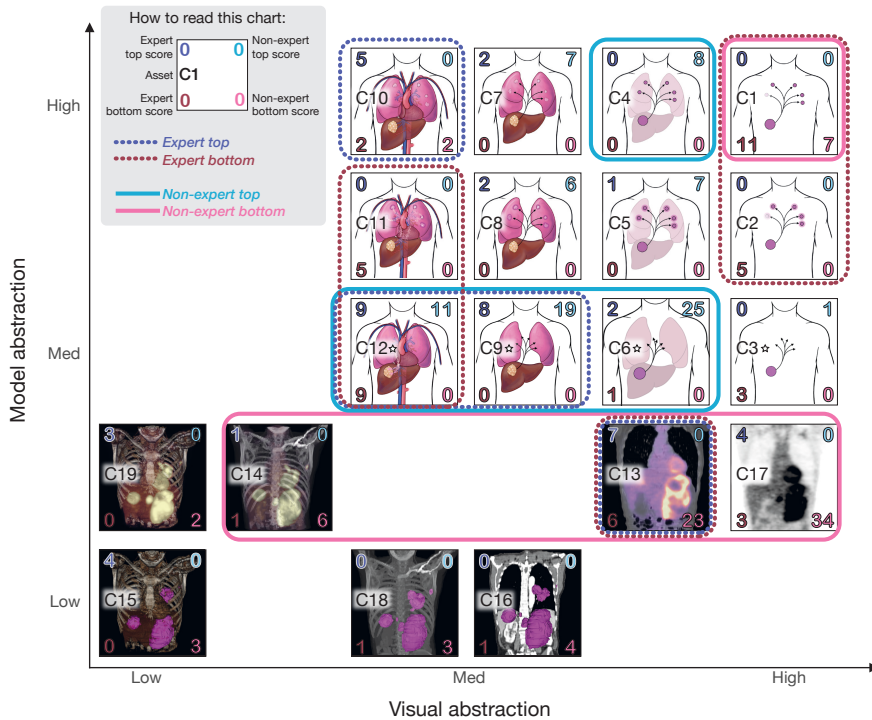 How to read this chart:
Expert top score 0 0 Non-expert top score
Asset C1
Expert bottom score 0 0 Non-expert bottom score
Expert top
Expert bottom
Non-expert top
Non-expert bottom
Model abstraction
High
5 0
C10
2 2
2 7
C7
0 0
0 8
C4
0 0
0 0
C1
11 7
0 0
C11
5 0
2 6
C8
0 0
1 7
C5
0 0
0 0
C2
5 0
Med
9 11
C12☆
9 0
8 19
C9☆
0 0
2 25
C6☆
1 0
0 1
C3☆
3 0
3 0
C19
0 2
1 0
C14
1 6
7 0
C13
6 23
4 0
C17
3 34
Low
4 0
C15
0 3
0 0
C18
1 3
0 0
C16
1 4
Low Med High
Visual abstraction